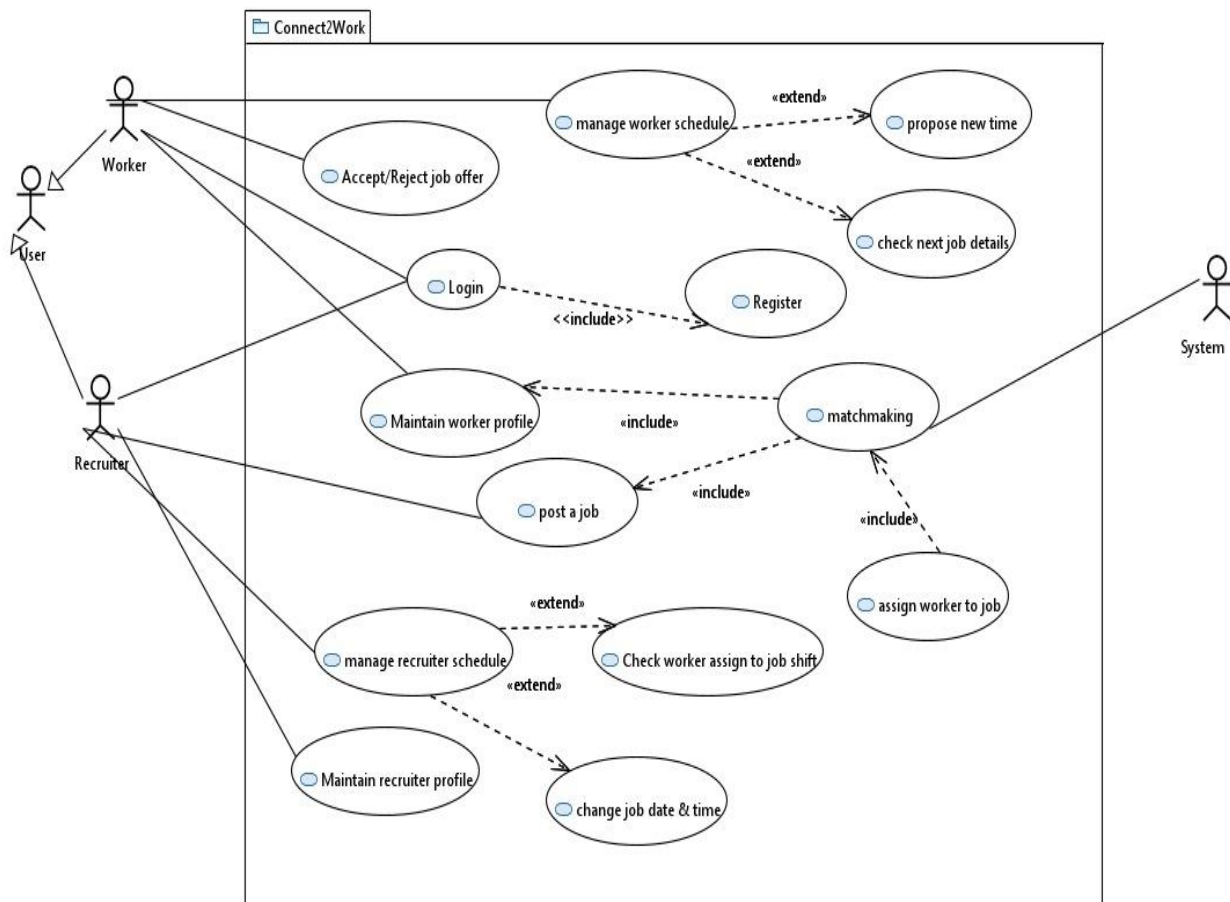 Connect2Work
«extend»
manage worker schedule
propose new time
Worker
«extend»
Accept/Reject job offer
check next job details
User
Login
Register
<<include>>
System
Maintain worker profile
«include»
matchmaking
Recruiter
«include»
post a job
«include»
assign worker to job
«extend»
manage recruiter schedule
Check worker assign to job shift
«extend»
Maintain recruiter profile
change job date & time